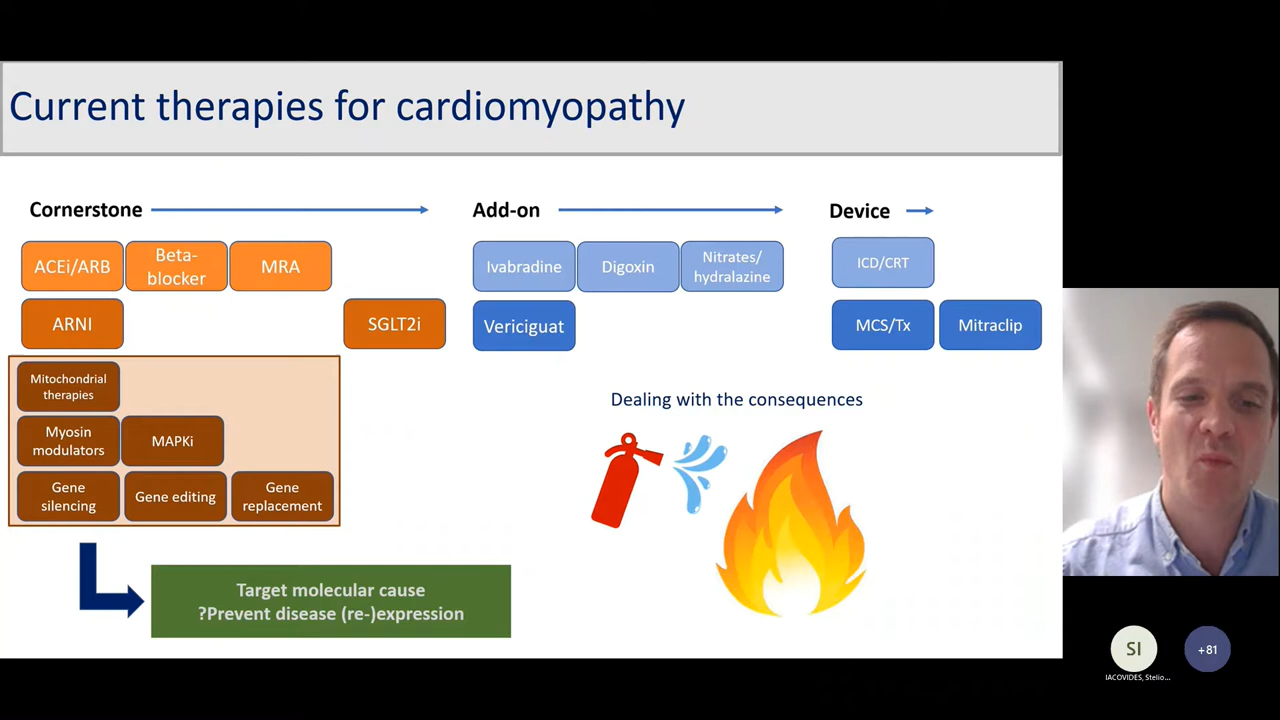 Current therapies for cardiomyopathy
Cornerstone
Add-on
Device
ACEi/ARB
Beta-
blocker
MRA
Ivabradine
Digoxin
Nitrates/
hydralazine
ICD/CRT
ARNI
SGLT2i
Vericiguat
MCS/Tx
Mitraclip
Mitochondrial
therapies
Myosin
modulators
MAPKi
Gene
silencing
Gene editing
Gene
replacement
Dealing with the consequences
Target molecular cause
?Prevent disease (re-)expression
SI
+81
IACOVIDES, Stelio...